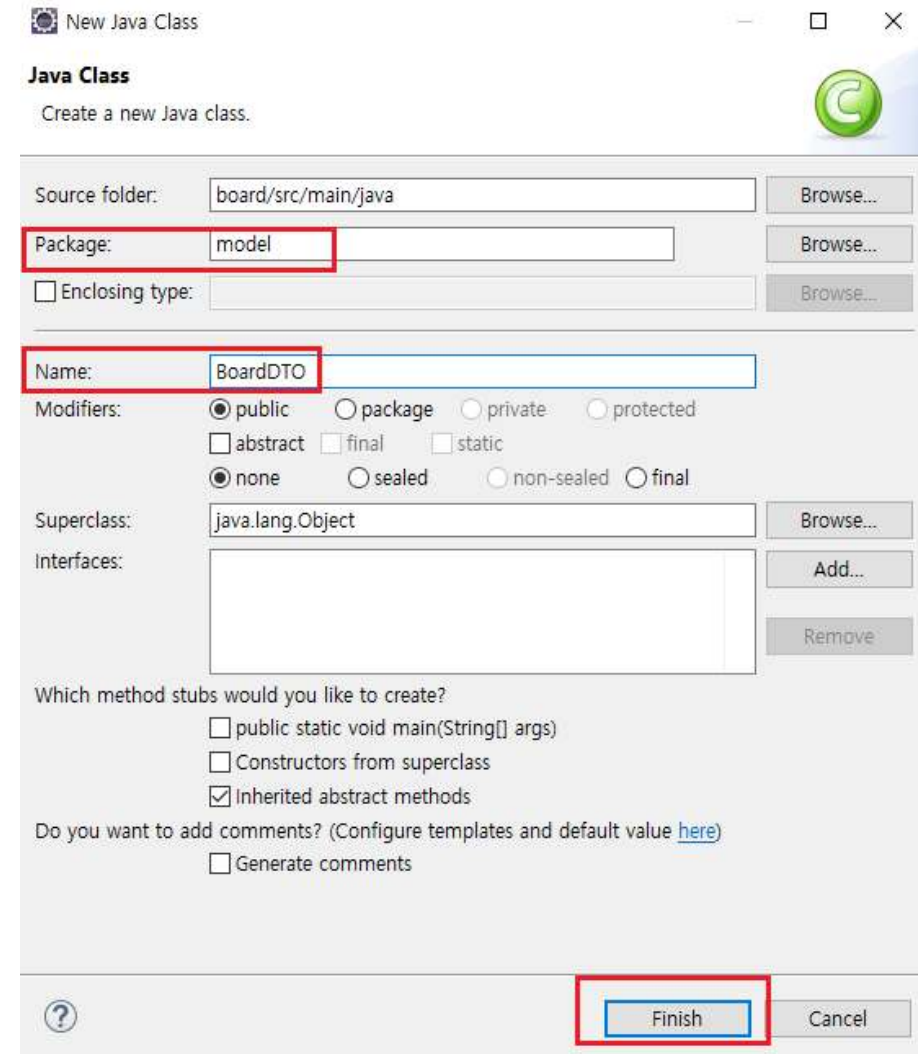 New Java Class
Java Class
Create a new Java class.
Source folder: board/src/main/java Browse...
Package: model Browse...
Enclosing type: Browse...
Name: BoardDTO
Modifiers: public package private protected
abstract final static
none sealed non-sealed final
Superclass: java.lang.Object Browse...
Interfaces: Add...
Remove
Which method stubs would you like to create?
public static void main(String[] args)
Constructors from superclass
Inherited abstract methods
Do you want to add comments? (Configure templates and default value here)
Generate comments
? Finish Cancel